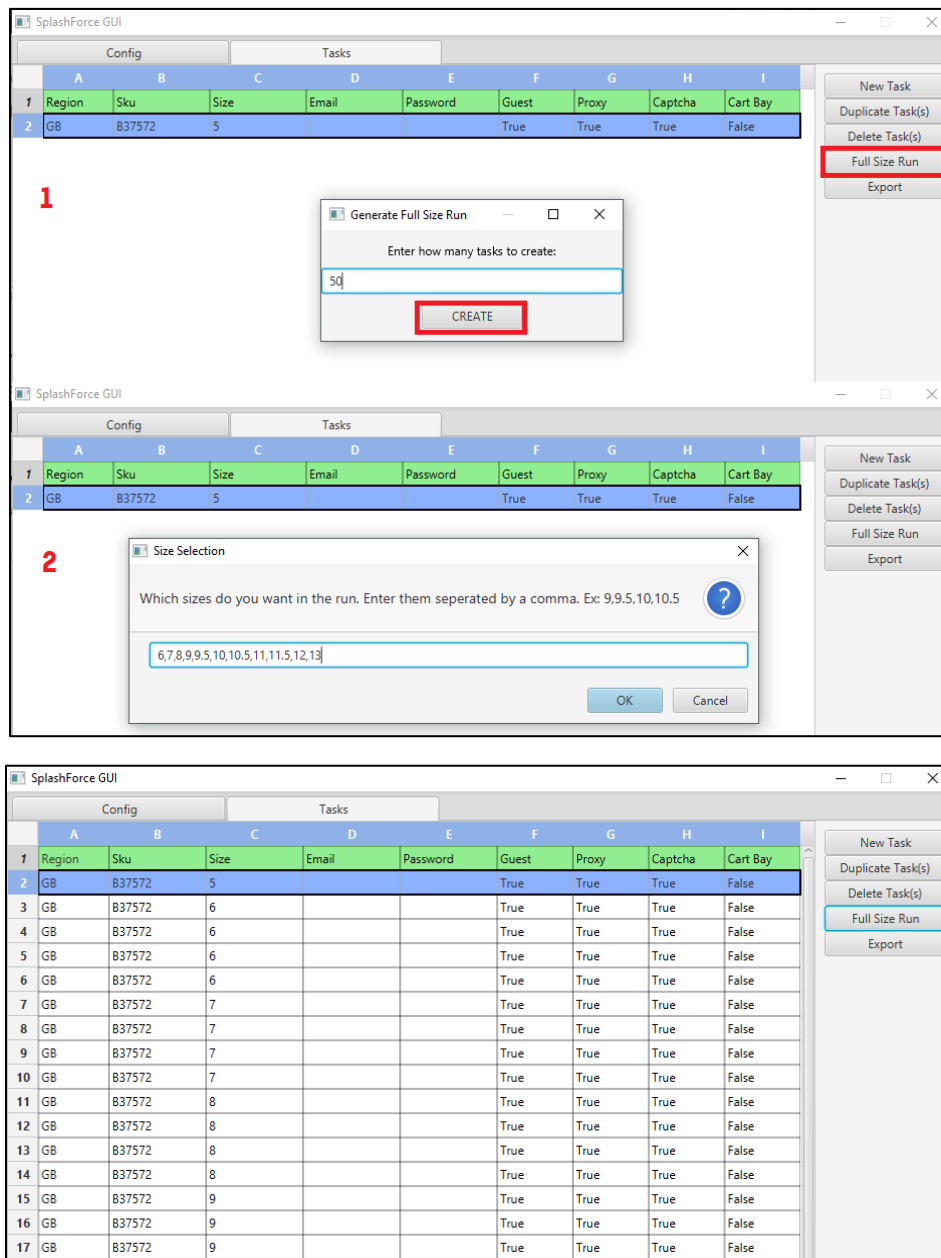 SplashForce GUI
Config Tasks
A B C D E F G H I
1 Region Sku Size Email Password Guest Proxy Captcha Cart Bay
2 GB B37572 5 True True True False
New Task
Duplicate Task(s)
Delete Task(s)
Full Size Run
Export
1
Generate Full Size Run
Enter how many tasks to create:
50
CREATE
SplashForce GUI
Config Tasks
A B C D E F G H I
1 Region Sku Size Email Password Guest Proxy Captcha Cart Bay
2 GB B37572 5 True True True False
New Task
Duplicate Task(s)
Delete Task(s)
Full Size Run
Export
2
Size Selection
Which sizes do you want in the run. Enter them seperated by a comma. Ex: 9,9.5,10,10.5
?
6,7,8,9,9.5,10,10.5,11,11.5,12,13
OK Cancel
SplashForce GUI
Config Tasks
A B C D E F G H I
1 Region Sku Size Email Password Guest Proxy Captcha Cart Bay
2 GB B37572 5 True True True False
3 GB B37572 6 True True True False
4 GB B37572 6 True True True False
5 GB B37572 6 True True True False
6 GB B37572 6 True True True False
7 GB B37572 7 True True True False
8 GB B37572 7 True True True False
9 GB B37572 7 True True True False
10 GB B37572 7 True True True False
11 GB B37572 8 True True True False
12 GB B37572 8 True True True False
13 GB B37572 8 True True True False
14 GB B37572 8 True True True False
15 GB B37572 9 True True True False
16 GB B37572 9 True True True False
17 GB B37572 9 True True True False
New Task
Duplicate Task(s)
Delete Task(s)
Full Size Run
Export